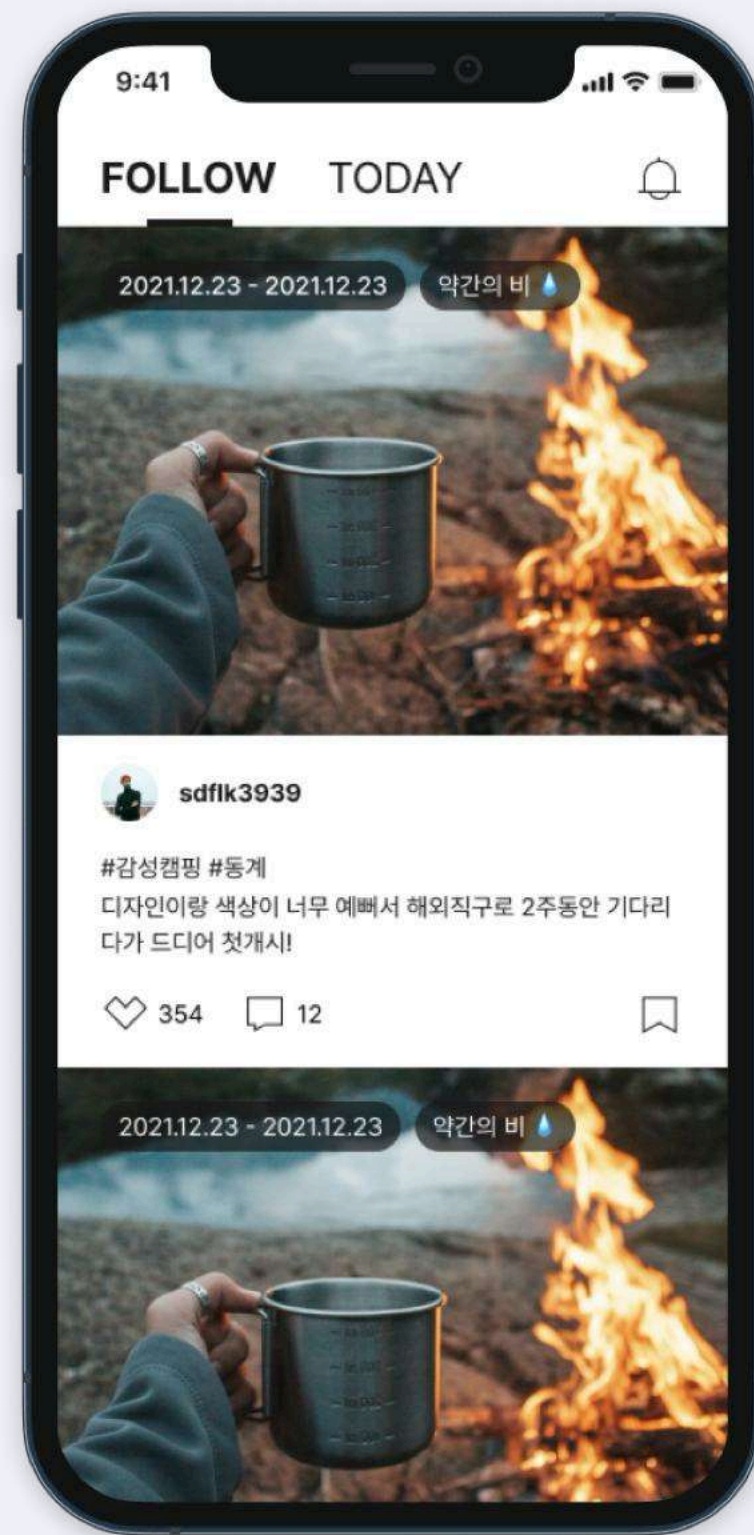 9:41
FOLLOW TODAY
2021.12.23 - 2021.12.23 약간의 비💧
sdflk3939
#감성캠핑 #동계
디자인이랑 색상이 너무 예뻐서 해외직구로 2주동안 기다리
다가 드디어 첫개시!
354 12
2021.12.23 - 2021.12.23 약간의 비💧